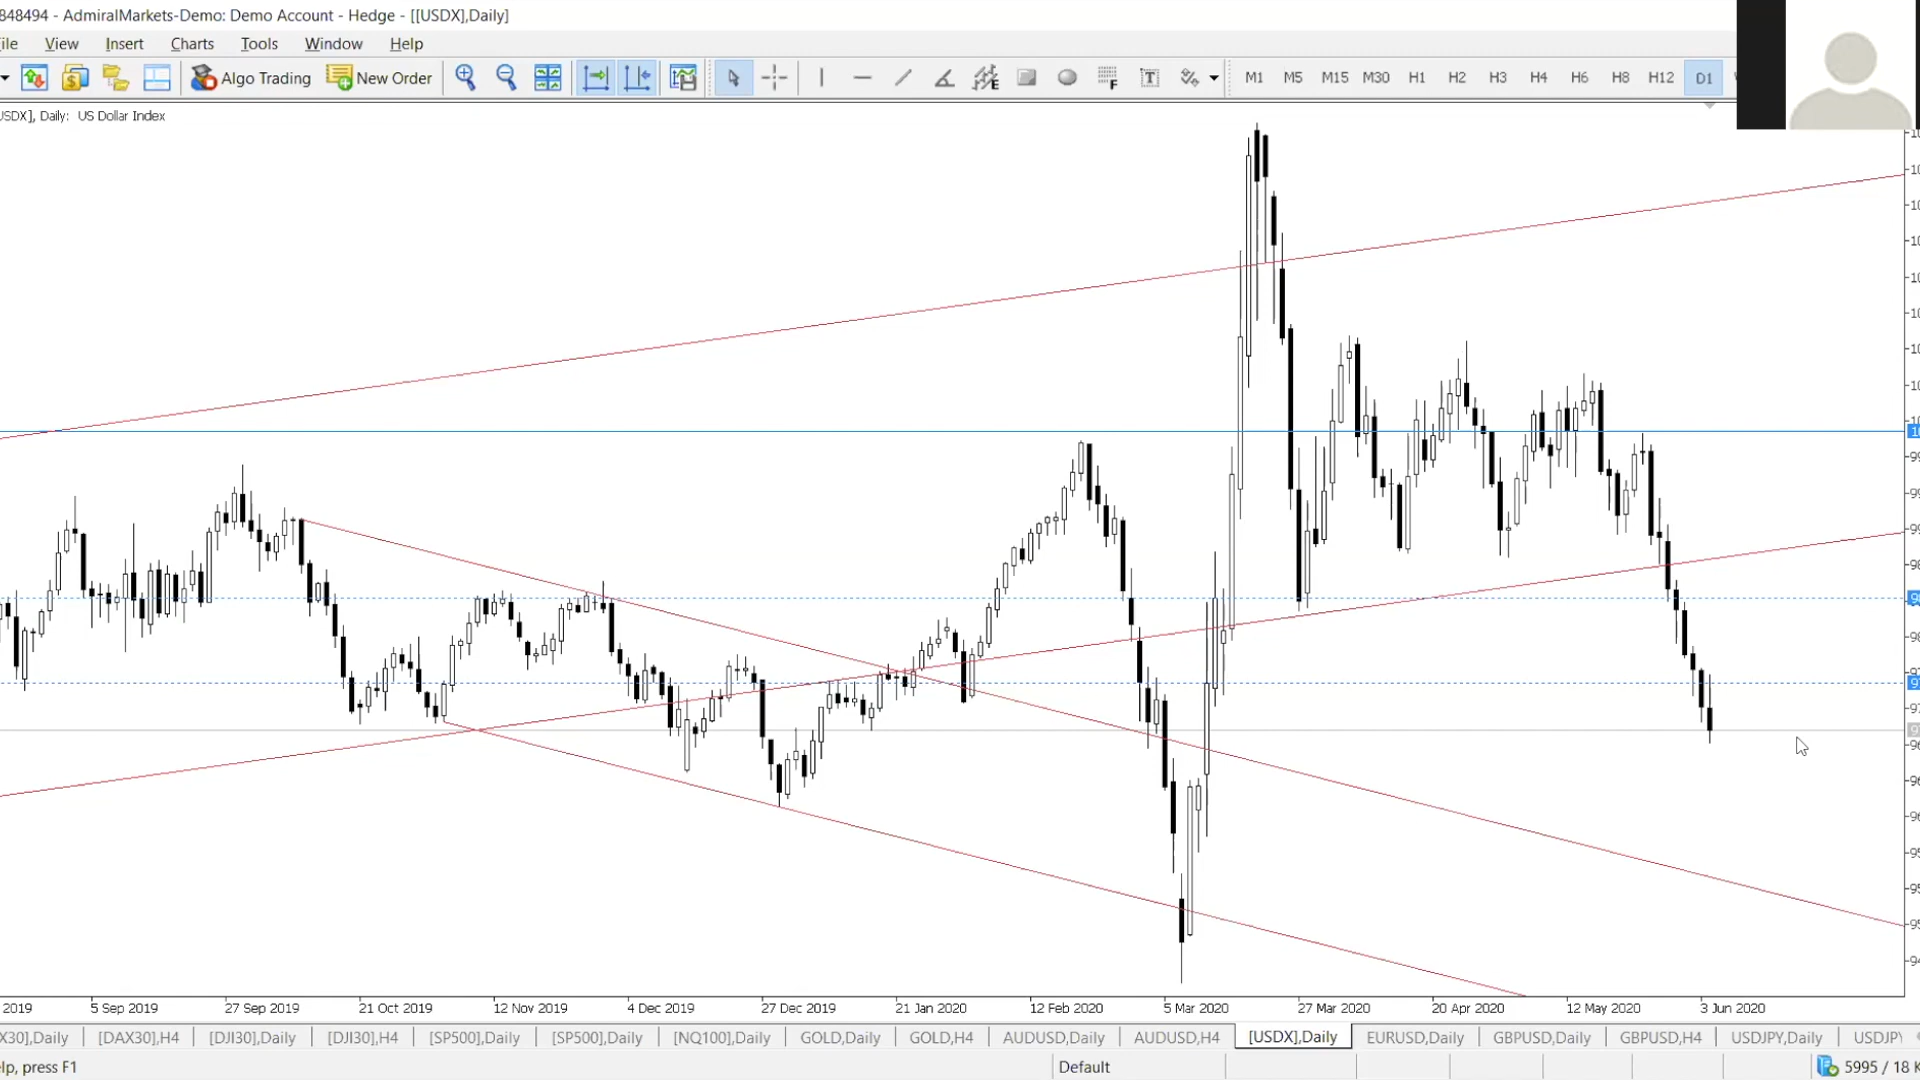 848494 - AdmiralMarkets-Demo: Demo Account - Hedge - [[USDX],Daily]
ile View Insert Charts Tools Window Help
Algo Trading New Order M1 M5 M15 M30 H1 H2 H3 H4 H6 H8 H12 D1
USDX], Daily: US Dollar Index
2019 5 Sep 2019 27 Sep 2019 21 Oct 2019 12 Nov 2019 4 Dec 2019 27 Dec 2019 21 Jan 2020 12 Feb 2020 5 Mar 2020 27 Mar 2020 20 Apr 2020 12 May 2020 3 Jun 2020
X30],Daily [DAX30],H4 [DJI30],Daily [DJI30],H4 [SP500],Daily [SP500],Daily [NQ100],Daily GOLD,Daily GOLD,H4 AUDUSD,Daily AUDUSD,H4 [USDX],Daily EURUSD,Daily GBPUSD,Daily GBPUSD,H4 USDJPY,Daily USDJPY
lp, press F1 Default 5995 / 18 K